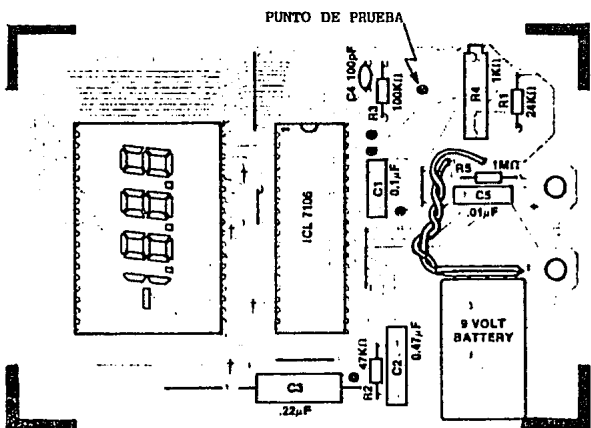 PUNTO DE PRUEBA
C4 100pF
R3
100KΩ
R4
1KΩ
R1
24KΩ
1
ICL 7106
C1
0.1µF
R5
1MΩ
C5
.01µF
+
9 VOLT
BATTERY
C3
.22µF
R2
47KΩ
C2
0.47µF